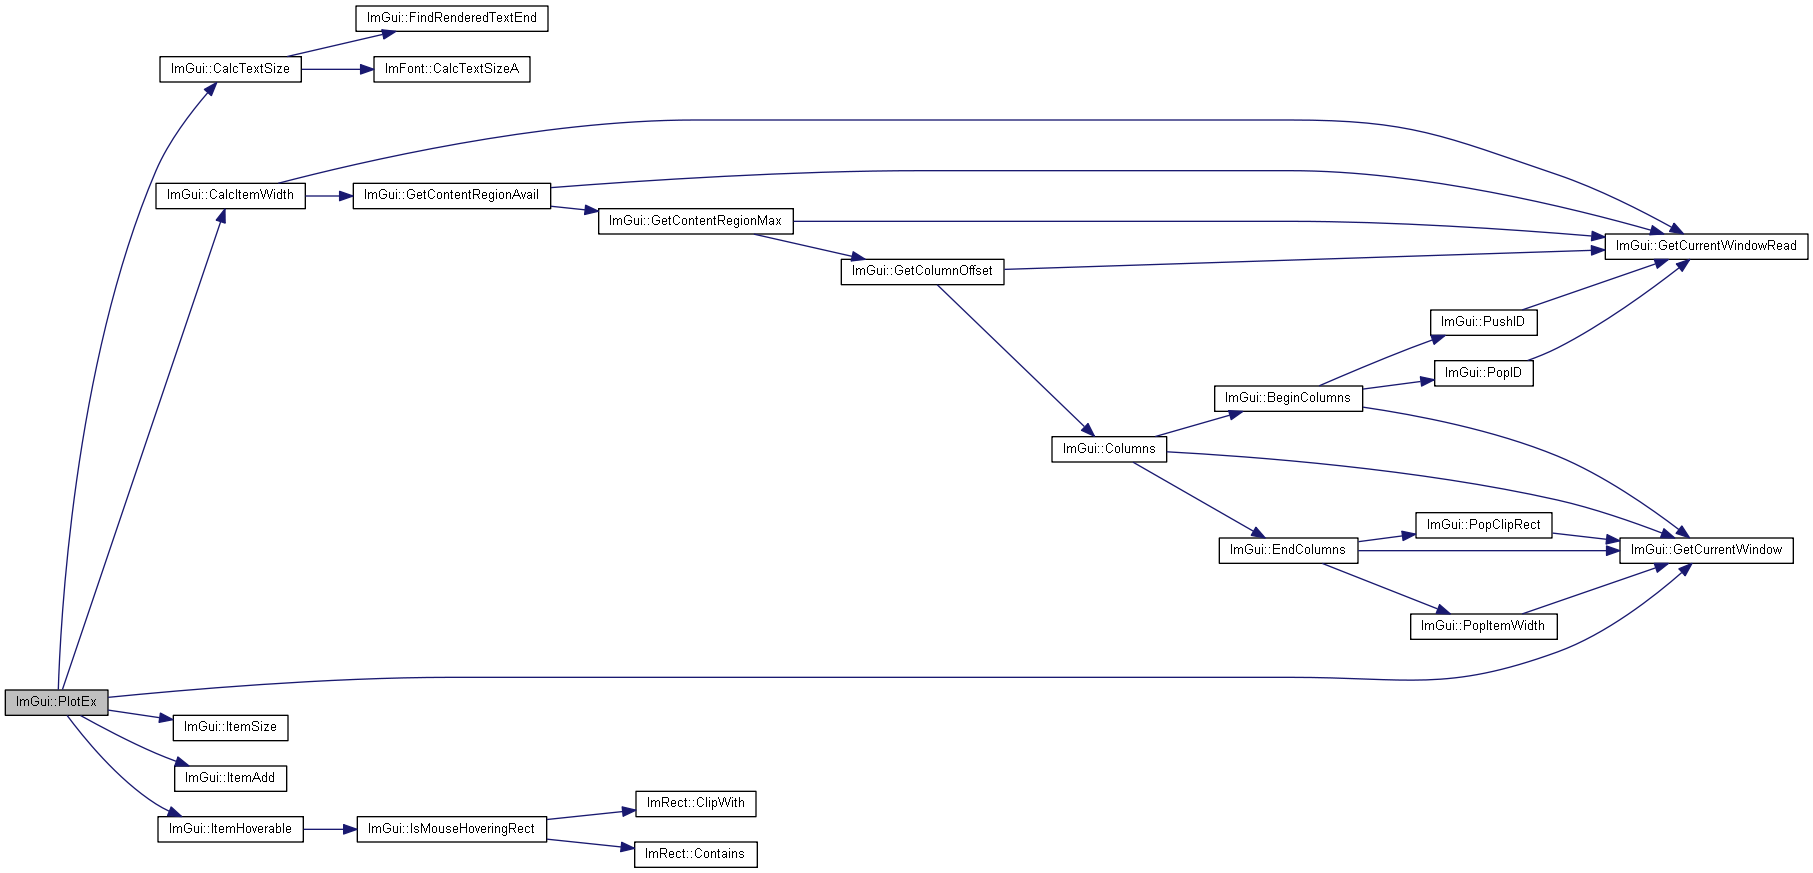 ImGui::FindRenderedTextEnd
ImGui::CalcTextSize
ImFont::CalcTextSizeA
ImGui::CalcItemWidth
ImGui::GetContentRegionAvail
ImGui::GetContentRegionMax
ImGui::GetCurrentWindowRead
ImGui::GetColumnOffset
ImGui::PushID
ImGui::PopID
ImGui::BeginColumns
ImGui::Columns
ImGui::PopClipRect
ImGui::EndColumns
ImGui::GetCurrentWindow
ImGui::PopItemWidth
ImGui::PlotEx
ImGui::ItemSize
ImGui::ItemAdd
ImRect::ClipWith
ImGui::ItemHoverable
ImGui::IsMouseHoveringRect
ImRect::Contains